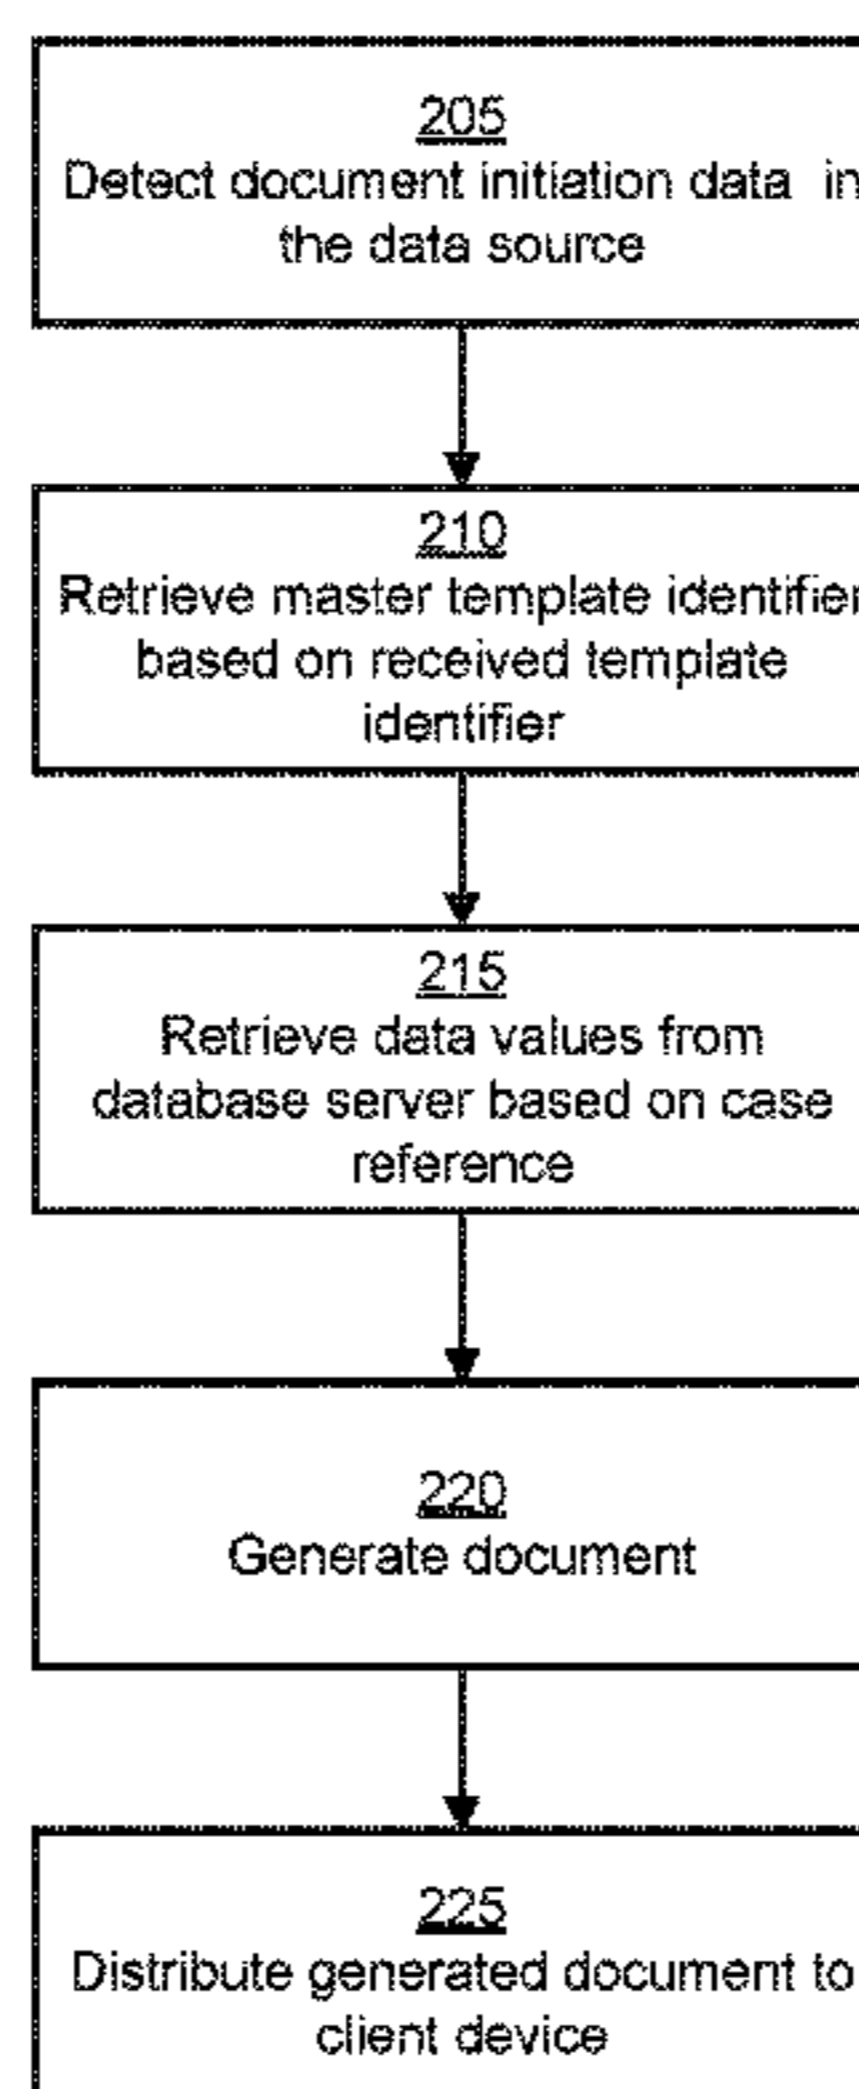 205
Detect document initiation data in
the data source
210
Retrieve master template identifier
based on received template
identifier
215
Retrieve data values from
database server based on case
reference
220
Generate document
225
Distribute generated document to
client device